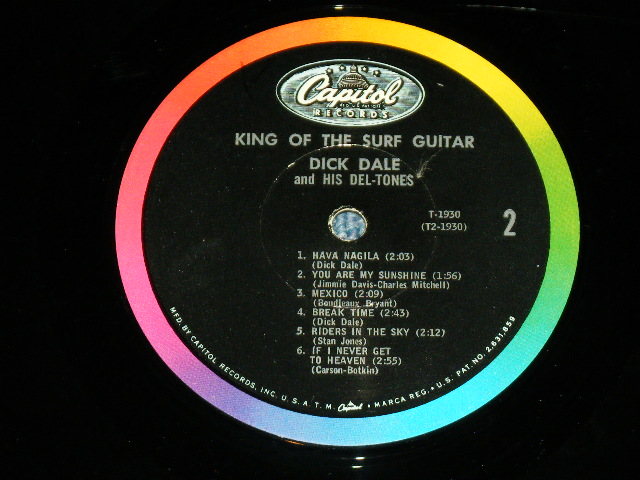 Capitol
RECORDS
KING OF THE SURF GUITAR
DICK DALE
and HIS DEL-TONES
T-1930
(T2-1930)
2
1. HAVA NAGILA (2:03)
(Dick Dale)
2. YOU ARE MY SUNSHINE (1:56)
(Jimmie Davis-Charles Mitchell)
3. MEXICO (2:09)
(Boudleaux Bryant)
4. BREAK TIME (2:43)
(Dick Dale)
5. RIDERS IN THE SKY (2:12)
(Stan Jones)
6. IF I NEVER GET
TO HEAVEN (2:55)
(Carson-Botkin)
MFD. BY CAPITOL RECORDS, INC. U.S.A. T.M. Capitol • MARCA REG. • U.S. PAT. NO. 2,631,859